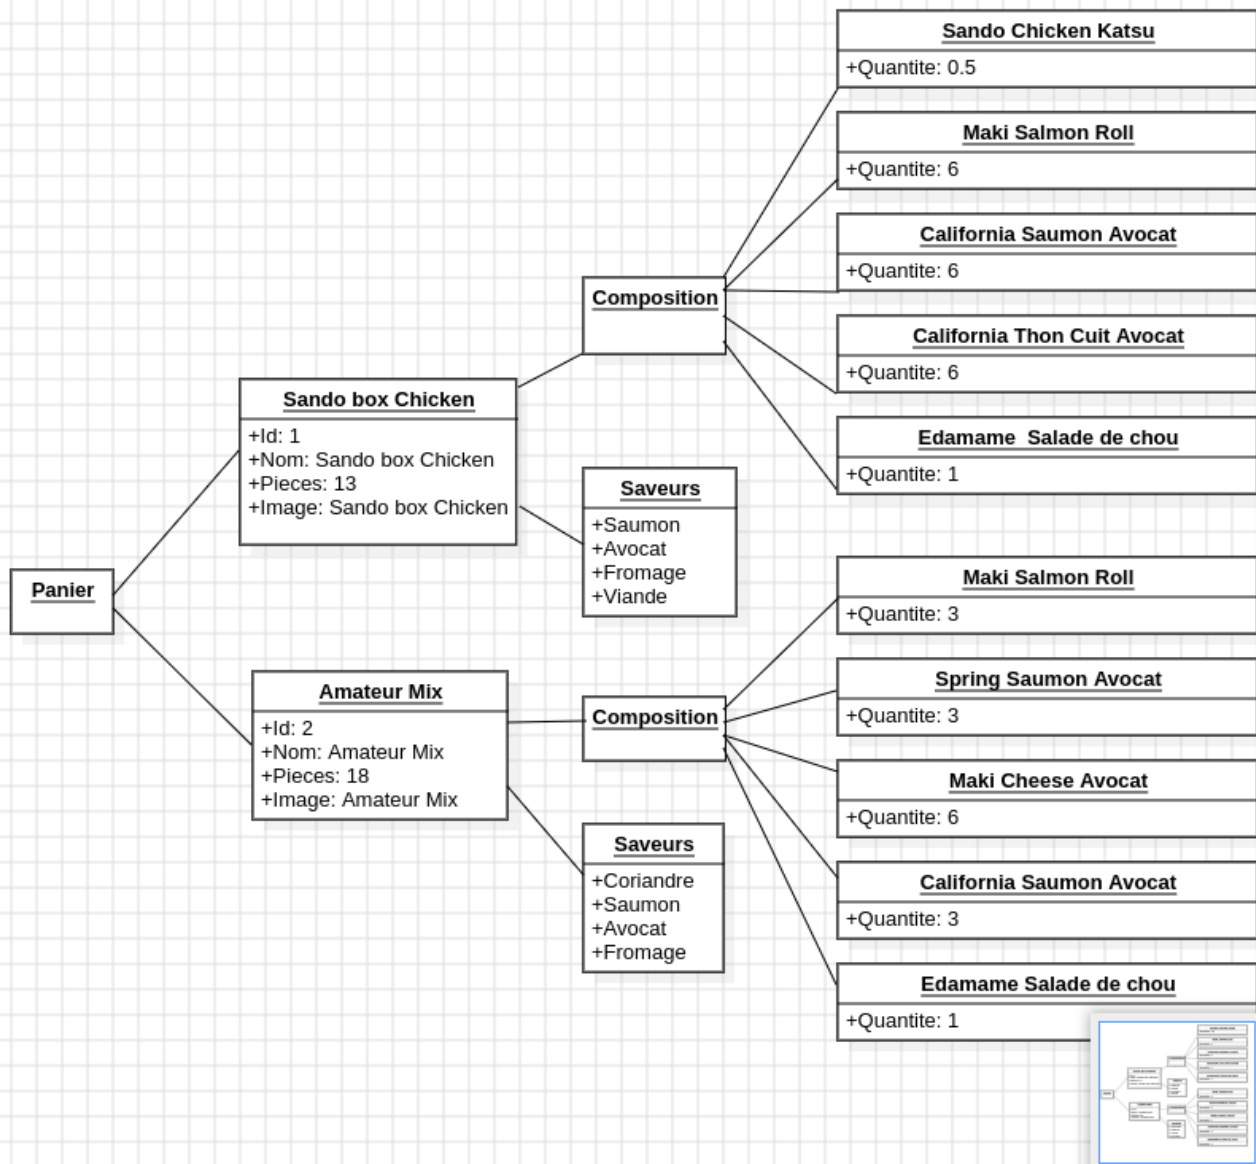 Panier
Sando box Chicken
+Id: 1
+Nom: Sando box Chicken
+Pieces: 13
+Image: Sando box Chicken
Composition
Sando Chicken Katsu
+Quantite: 0.5
Maki Salmon Roll
+Quantite: 6
California Saumon Avocat
+Quantite: 6
California Thon Cuit Avocat
+Quantite: 6
Edamame  Salade de chou
+Quantite: 1
Saveurs
+Saumon
+Avocat
+Fromage
+Viande
Amateur Mix
+Id: 2
+Nom: Amateur Mix
+Pieces: 18
+Image: Amateur Mix
Composition
Maki Salmon Roll
+Quantite: 3
Spring Saumon Avocat
+Quantite: 3
Maki Cheese Avocat
+Quantite: 6
California Saumon Avocat
+Quantite: 3
Edamame Salade de chou
+Quantite: 1
Saveurs
+Coriandre
+Saumon
+Avocat
+Fromage